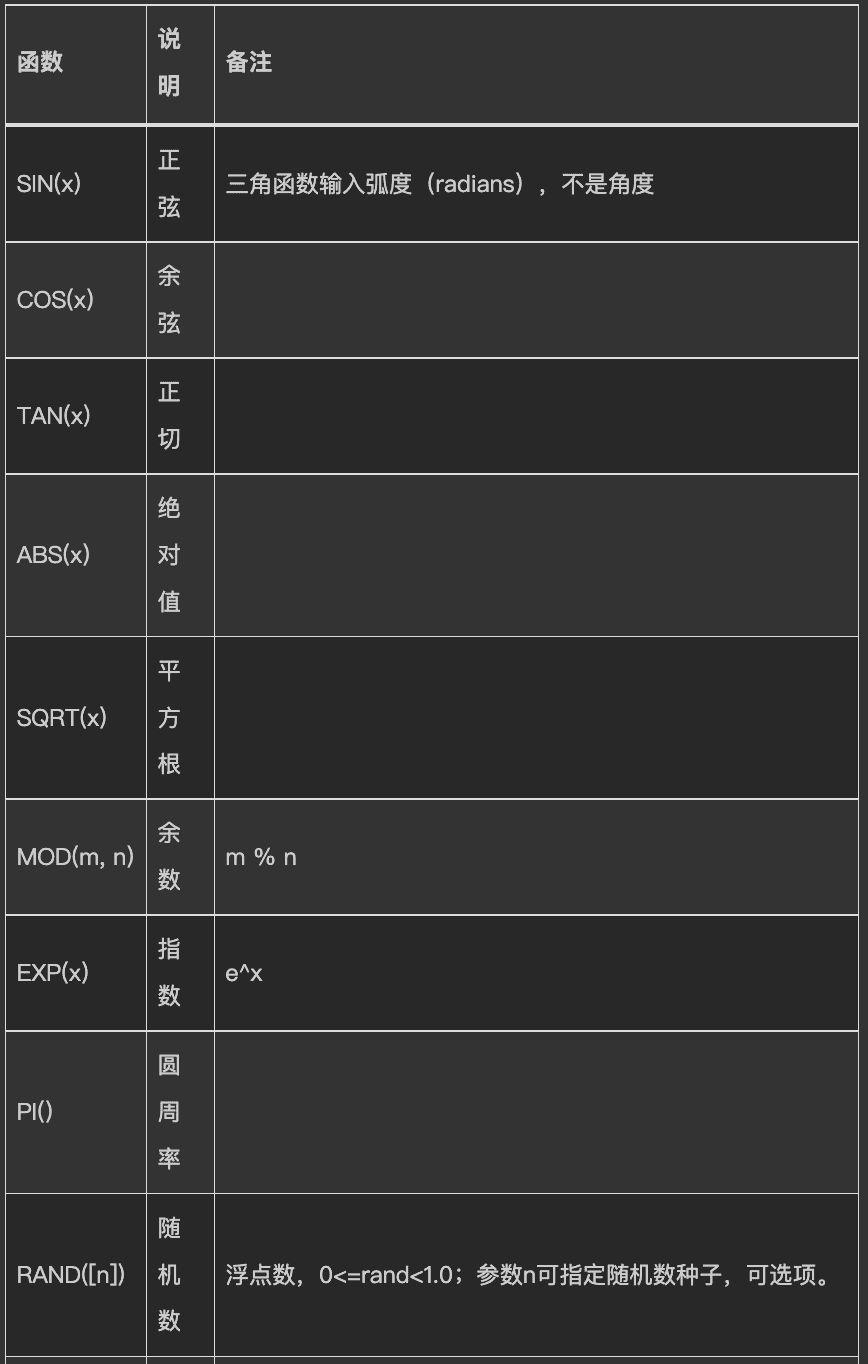 函数 说明 备注
SIN(x) 正弦 三角函数输入弧度（radians），不是角度
COS(x) 余弦
TAN(x) 正切
ABS(x) 绝对值
SQRT(x) 平方根
MOD(m, n) 余数 m % n
EXP(x) 指数 e^x
PI() 圆周率
RAND([n]) 随机数 浮点数，0<=rand<1.0；参数n可指定随机数种子，可选项。